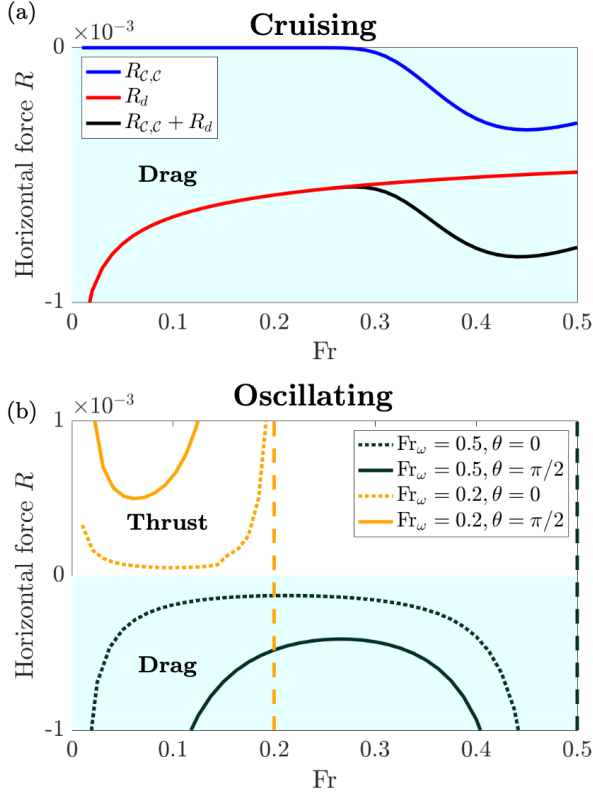 (a)
Cruising
×10⁻³
0
R_{C,C}
R_d
R_{C,C} + R_d
Drag
Horizontal force R
-1
0 0.1 0.2 0.3 0.4 0.5
Fr
(b)
Oscillating
1 ×10⁻³
Fr_ω = 0.5, θ = 0
Fr_ω = 0.5, θ = π/2
Fr_ω = 0.2, θ = 0
Fr_ω = 0.2, θ = π/2
Thrust
Horizontal force R
0
Drag
-1
0 0.1 0.2 0.3 0.4 0.5
Fr